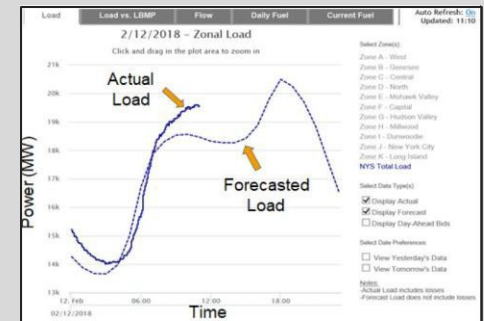 Load
Load vs. LBMP
Flow
Daily Fuel
Current Fuel
Auto Refresh: On
Updated: 11:10
2/12/2018 - Zonal Load
Click and drag in the plot area to zoom in
21k
20k
19k
18k
17k
16k
15k
14k
13k
Power (MW)
Actual
Load
Forecasted
Load
12. Feb
06:00
12:00
18:00
02/12/2018
Time
Select Zone(s):
Zone A - West
Zone B - Genesee
Zone C - Central
Zone D - North
Zone E - Mohawk Valley
Zone F - Capital
Zone G - Hudson Valley
Zone H - Millwood
Zone I - Dunwoodie
Zone J - New York City
Zone K - Long Island
NYS Total Load
Select Data Type(s)
Display Actual
Display Forecast
Display Day-Ahead Bids
Select Date Preferences
View Yesterday's Data
View Tomorrow's Data
Notes:
-Actual Load includes losses
-Forecast Load does not include losses